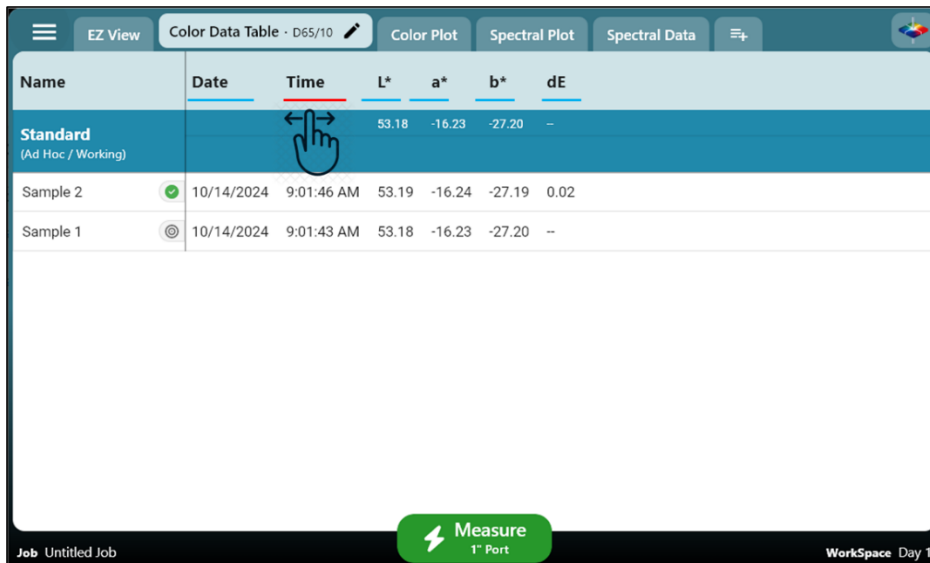 EZ View Color Data Table · D65/10 Color Plot Spectral Plot Spectral Data
Name Date Time L* a* b* dE
Standard 53.18 -16.23 -27.20 --
(Ad Hoc / Working)
Sample 2 10/14/2024 9:01:46 AM 53.19 -16.24 -27.19 0.02
Sample 1 10/14/2024 9:01:43 AM 53.18 -16.23 -27.20 --
Measure
1" Port
Job Untitled Job WorkSpace Day 1